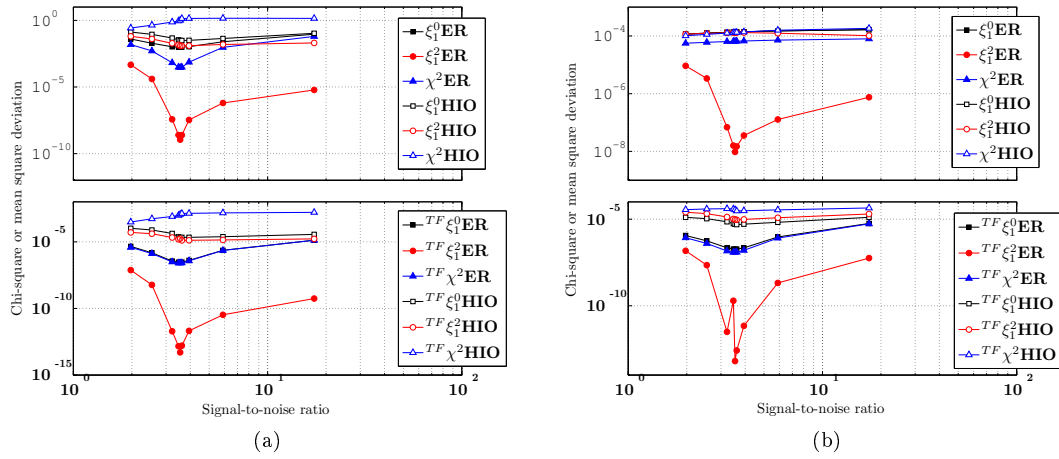 Chi-square or mean square deviation
10^0
10^{-5}
10^{-10}
ξ_1^0 ER
ξ_1^2 ER
χ^2 ER
ξ_1^0 HIO
ξ_1^2 HIO
χ^2 HIO
10^{-5}
10^{-10}
10^{-15}
^{TF}ξ_1^0 ER
^{TF}ξ_1^2 ER
^{TF}χ^2 ER
^{TF}ξ_1^0 HIO
^{TF}ξ_1^2 HIO
^{TF}χ^2 HIO
10^0 10^1 10^2
Signal-to-noise ratio
(a)
Chi-square or mean square deviation
10^{-4}
10^{-6}
10^{-8}
ξ_1^0 ER
ξ_1^2 ER
χ^2 ER
ξ_1^0 HIO
ξ_1^2 HIO
χ^2 HIO
10^{-5}
10^{-10}
^{TF}ξ_1^0 ER
^{TF}ξ_1^2 ER
^{TF}χ^2 ER
^{TF}ξ_1^0 HIO
^{TF}ξ_1^2 HIO
^{TF}χ^2 HIO
10^0 10^1 10^2
Signal-to-noise ratio
(b)